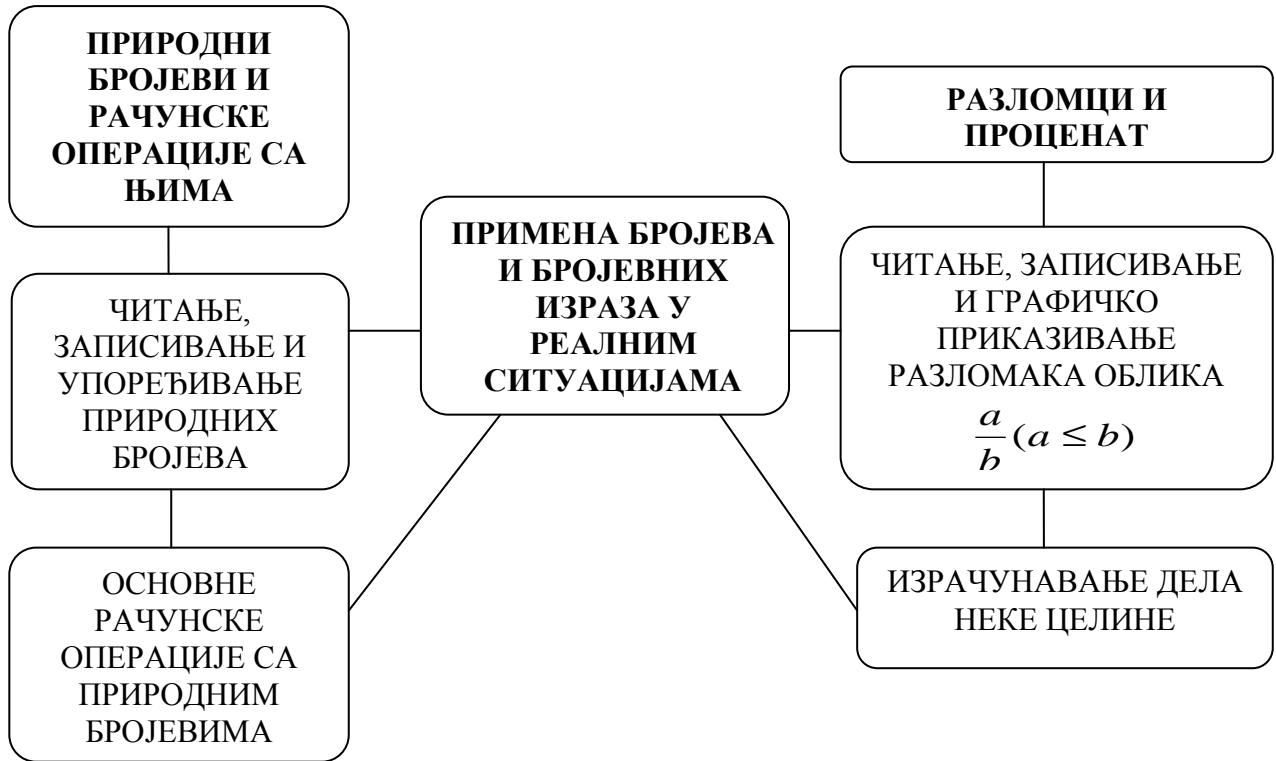 ПРИРОДНИ
БРОЈЕВИ И
РАЧУНСКЕ
ОПЕРАЦИЈЕ СА
ЊИМА
ЧИТАЊЕ,
ЗАПИСИВАЊЕ И
УПОРЕЂИВАЊЕ
ПРИРОДНИХ
БРОЈЕВА
ОСНОВНЕ
РАЧУНСКЕ
ОПЕРАЦИЈЕ СА
ПРИРОДНИМ
БРОЈЕВИМА
ПРИМЕНА БРОЈЕВА
И БРОЈЕВНИХ
ИЗРАЗА У
РЕАЛНИМ
СИТУАЦИЈАМА
РАЗЛОМЦИ И
ПРОЦЕНАТ
ЧИТАЊЕ, ЗАПИСИВАЊЕ
И ГРАФИЧКО
ПРИКАЗИВАЊЕ
РАЗЛОМАКА ОБЛИКА
a/b (a ≤ b)
ИЗРАЧУНАВАЊЕ ДЕЛА
НЕКЕ ЦЕЛИНЕ